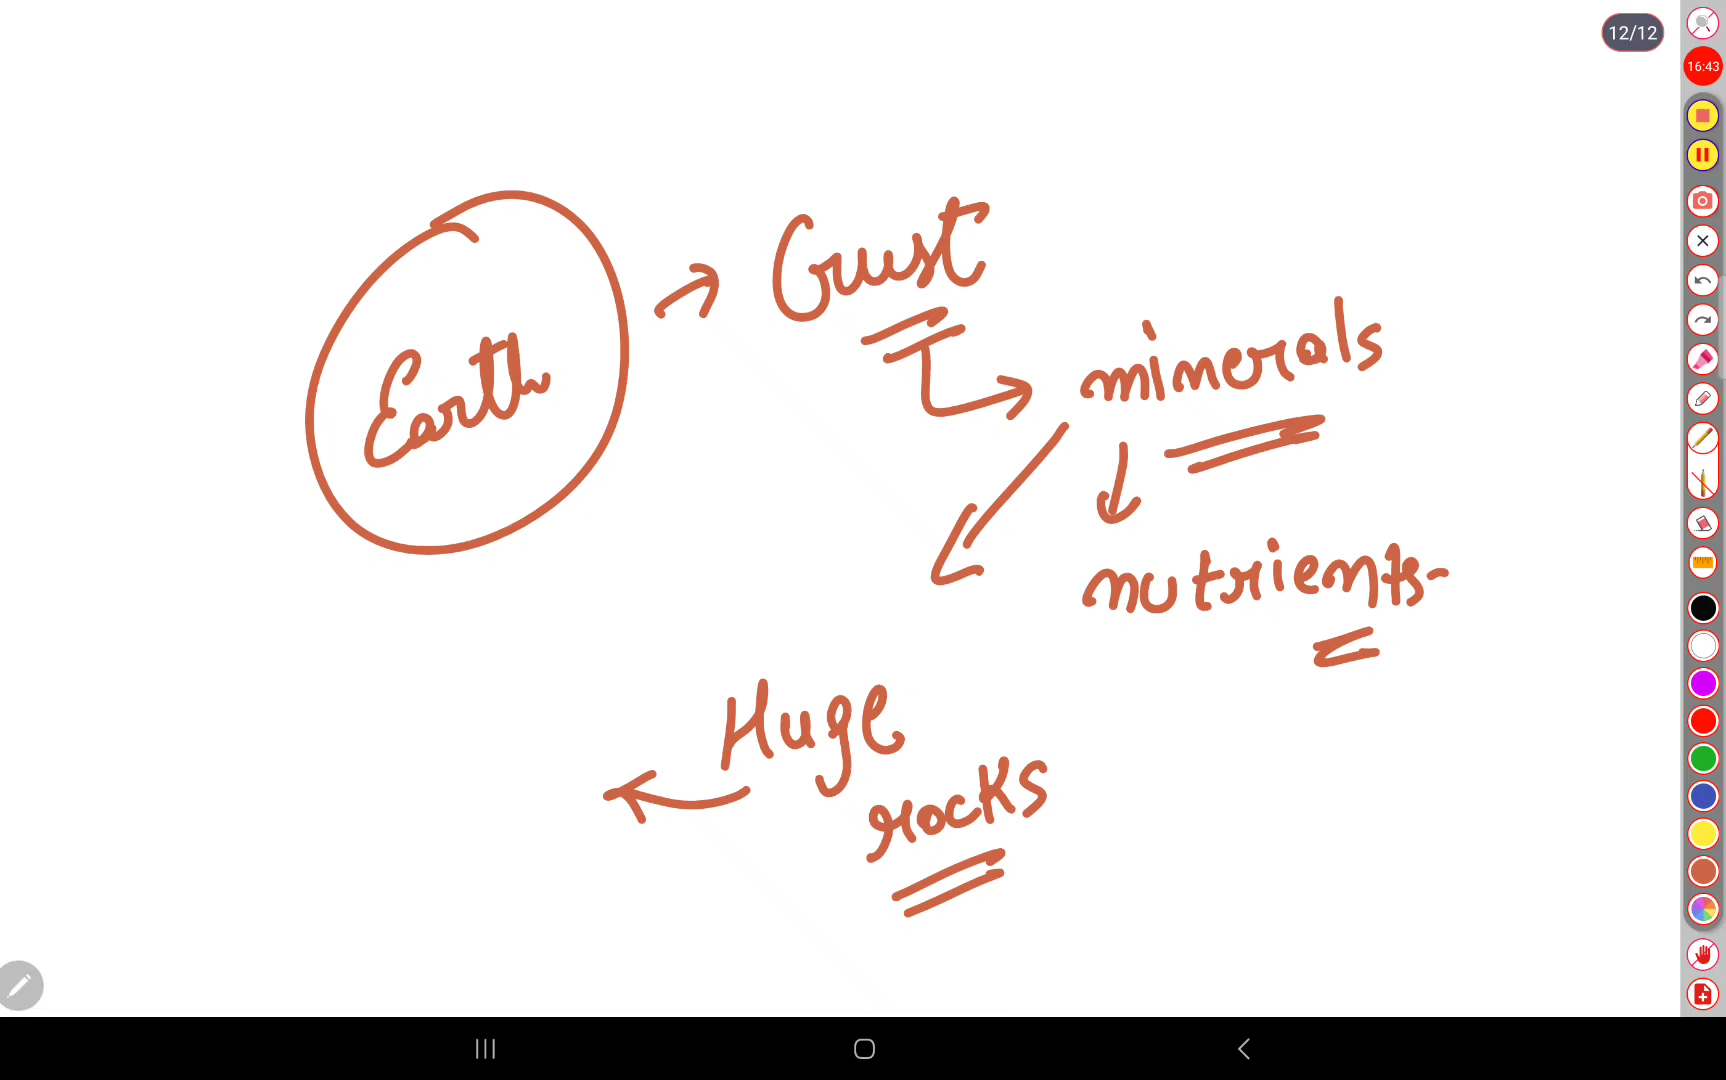 12/12
16:43
Crust
Earth
minerals
nutrients-
Huge
rocks